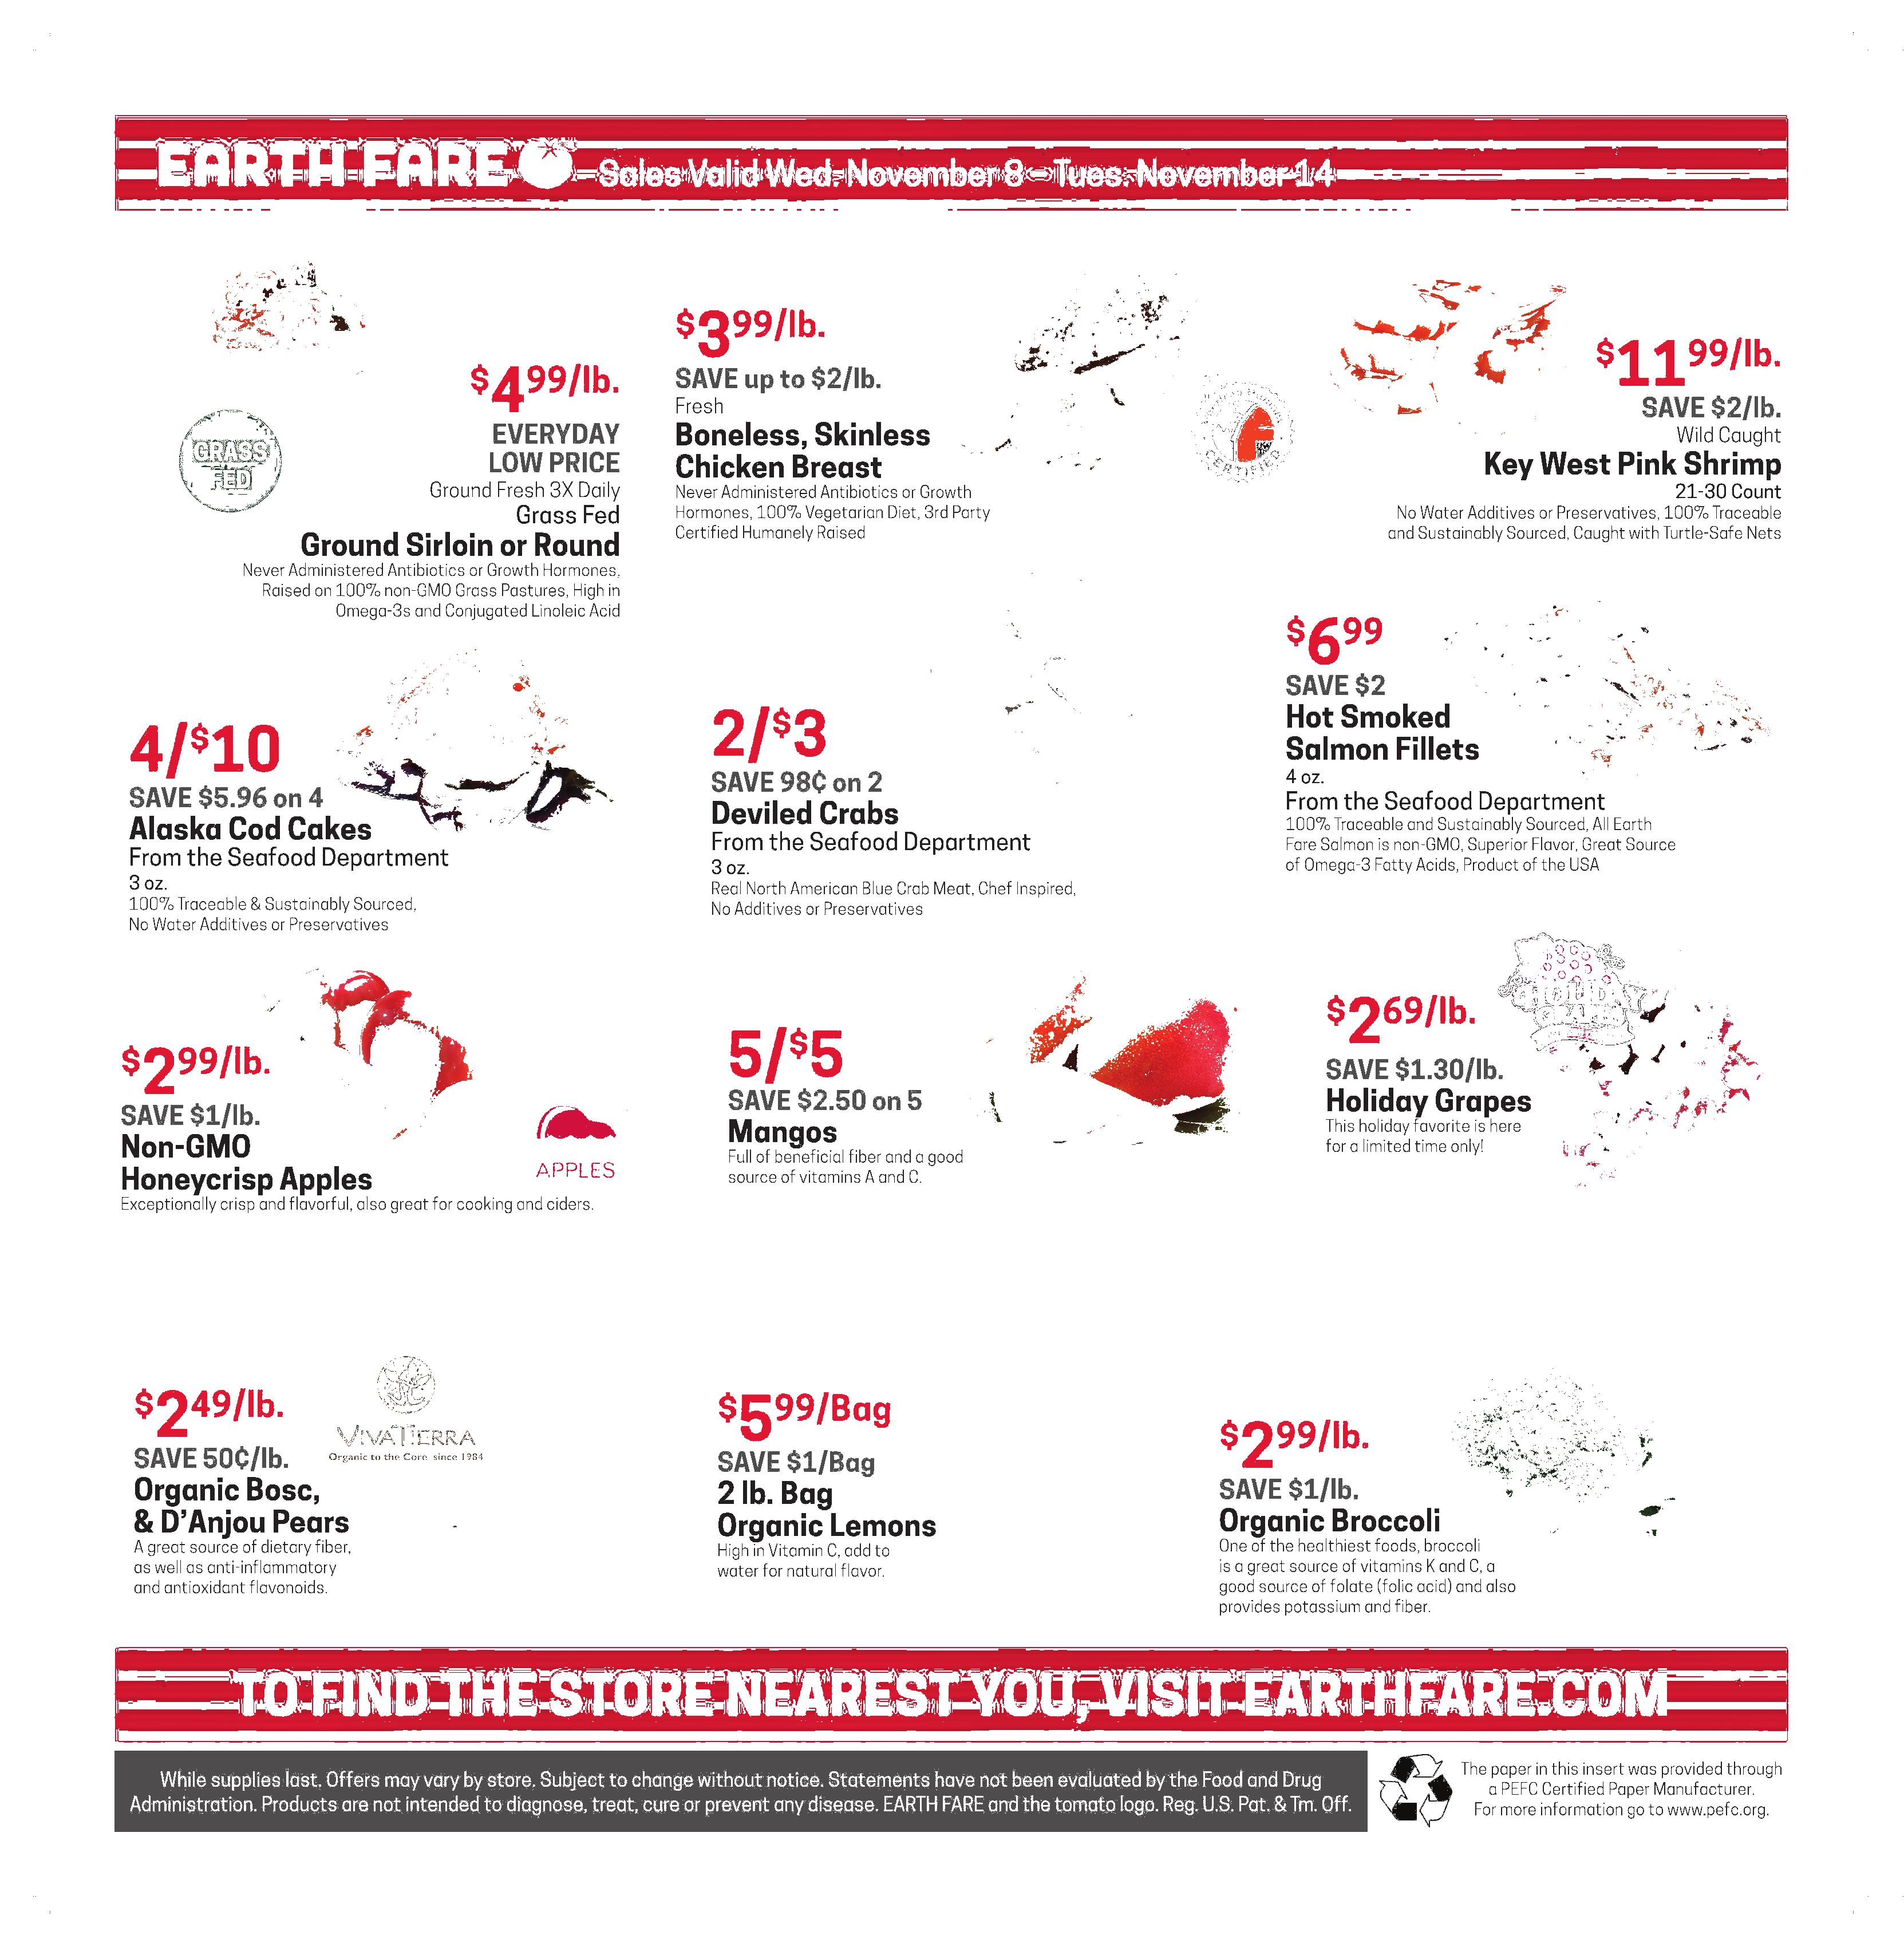 EARTH FARE Sales Valid Wed. November 8 - Tues. November 14
$4.99/lb.
EVERYDAY
LOW PRICE
Ground Fresh 3X Daily
Grass Fed
Ground Sirloin or Round
Never Administered Antibiotics or Growth Hormones,
Raised on 100% non-GMO Grass Pastures, High in
Omega-3s and Conjugated Linoleic Acid
GRASS
FED
$3.99/lb.
SAVE up to $2/lb.
Fresh
Boneless, Skinless
Chicken Breast
Never Administered Antibiotics or Growth
Hormones, 100% Vegetarian Diet, 3rd Party
Certified Humanely Raised
CERTIFIED
$11.99/lb.
SAVE $2/lb.
Wild Caught
Key West Pink Shrimp
21-30 Count
No Water Additives or Preservatives, 100% Traceable
and Sustainably Sourced, Caught with Turtle-Safe Nets
4/$10
SAVE $5.96 on 4
Alaska Cod Cakes
From the Seafood Department
3 oz.
100% Traceable & Sustainably Sourced,
No Water Additives or Preservatives
2/$3
SAVE 98¢ on 2
Deviled Crabs
From the Seafood Department
3 oz.
Real North American Blue Crab Meat, Chef Inspired,
No Additives or Preservatives
$6.99
SAVE $2
Hot Smoked
Salmon Fillets
4 oz.
From the Seafood Department
100% Traceable and Sustainably Sourced, All Earth
Fare Salmon is non-GMO, Superior Flavor, Great Source
of Omega-3 Fatty Acids, Product of the USA
$2.99/lb.
SAVE $1/lb.
Non-GMO
Honeycrisp Apples
Exceptionally crisp and flavorful, also great for cooking and ciders.
APPLES
5/$5
SAVE $2.50 on 5
Mangos
Full of beneficial fiber and a good
source of vitamins A and C.
$2.69/lb.
SAVE $1.30/lb.
Holiday Grapes
This holiday favorite is here
for a limited time only!
HOLIDAY
GRAPES
$2.49/lb.
SAVE 50¢/lb.
Organic Bosc,
& D'Anjou Pears
A great source of dietary fiber,
as well as anti-inflammatory
and antioxidant flavonoids.
VIVATIERRA
Organic to the Core since 1984
$5.99/Bag
SAVE $1/Bag
2 lb. Bag
Organic Lemons
High in Vitamin C, add to
water for natural flavor.
$2.99/lb.
SAVE $1/lb.
Organic Broccoli
One of the healthiest foods, broccoli
is a great source of vitamins K and C, a
good source of folate (folic acid) and also
provides potassium and fiber.
TO FIND THE STORE NEAREST YOU, VISIT EARTHFARE.COM
While supplies last. Offers may vary by store. Subject to change without notice. Statements have not been evaluated by the Food and Drug
Administration. Products are not intended to diagnose, treat, cure or prevent any disease. EARTH FARE and the tomato logo. Reg. U.S. Pat. & Tm. Off.
The paper in this insert was provided through
a PEFC Certified Paper Manufacturer.
For more information go to www.pefc.org.